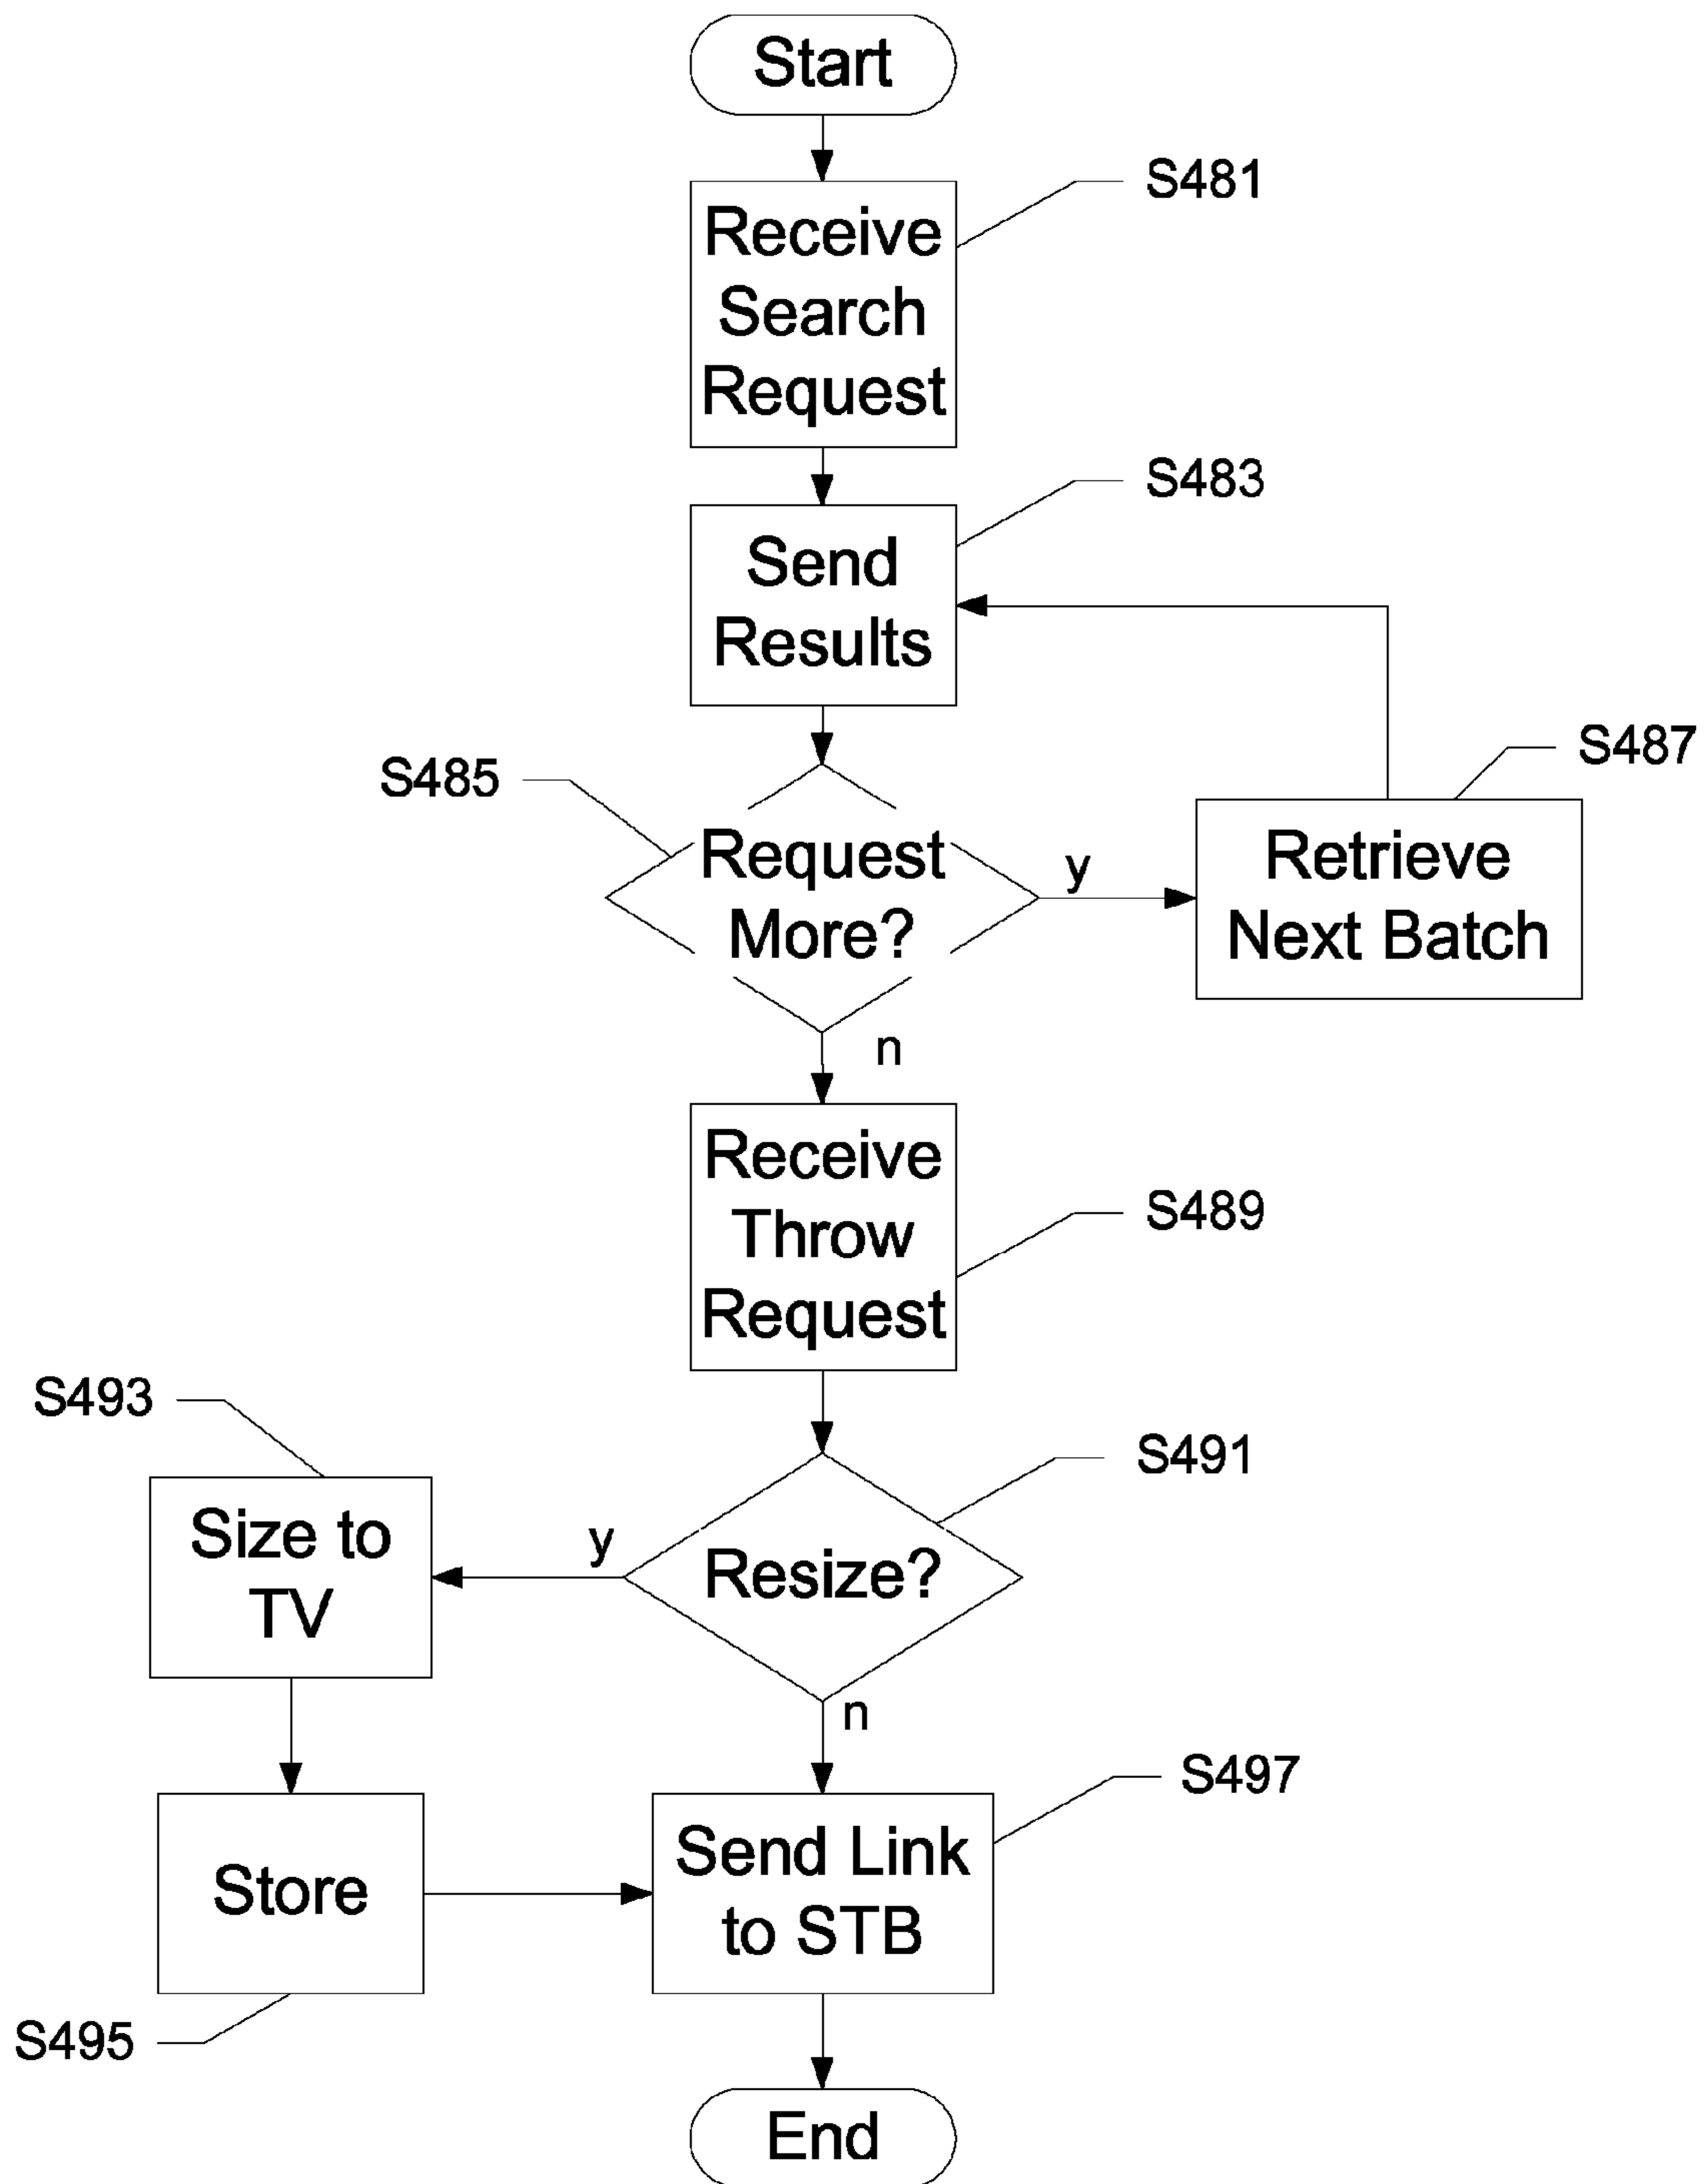 Start
S481
Receive
Search
Request
S483
Send
Results
S487
S485
Request
More?
y
Retrieve
Next Batch
n
Receive
Throw
Request
S489
S493
S491
Size to
TV
y
Resize?
n
S497
Store
Send Link
to STB
S495
End